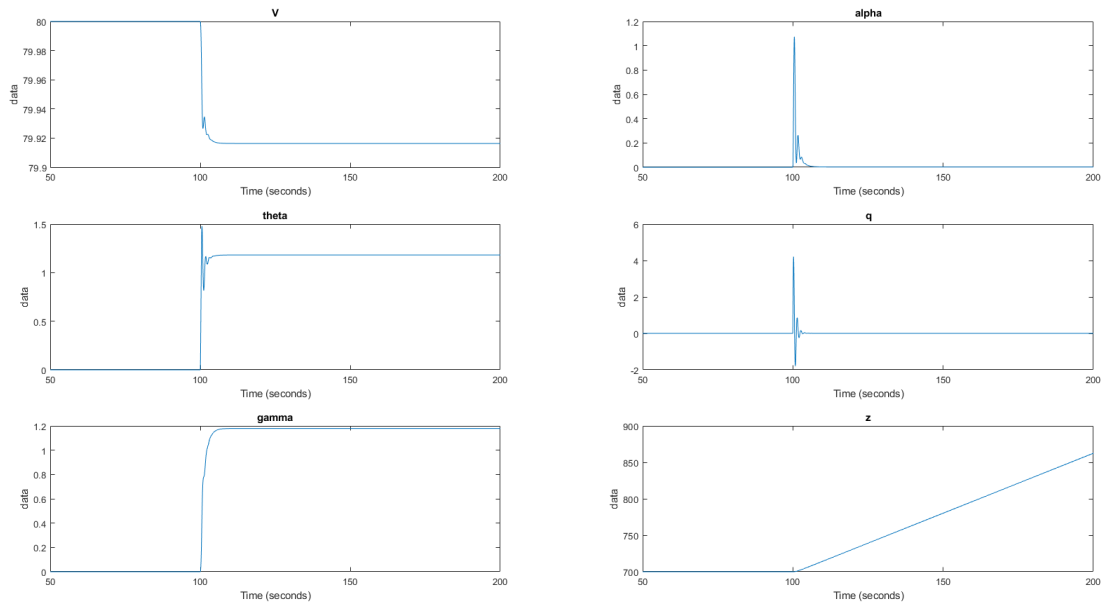 V
80
79.98
79.96
79.94
79.92
79.9
data
50 100 150 200
Time (seconds)
alpha
1.2
1
0.8
0.6
0.4
0.2
0
data
50 100 150 200
Time (seconds)
theta
1.5
1
0.5
0
data
50 100 150 200
Time (seconds)
q
6
4
2
0
-2
data
50 100 150 200
Time (seconds)
gamma
1.2
1
0.8
0.6
0.4
0.2
0
data
50 100 150 200
Time (seconds)
z
900
850
800
750
700
data
50 100 150 200
Time (seconds)